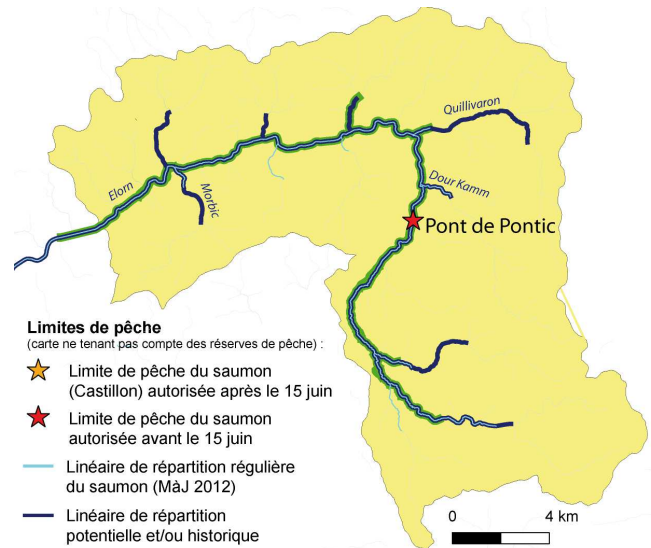 Quillivaron
Elorn
Morbic
Dour Kamm
Pont de Pontic
Limites de pêche
(carte ne tenant pas compte des réserves de pêche) :
Limite de pêche du saumon
(Castillon) autorisée après le 15 juin
Limite de pêche du saumon
autorisée avant le 15 juin
Linéaire de répartition régulière
du saumon (MàJ 2012)
Linéaire de répartition
potentielle et/ou historique
0 4 km